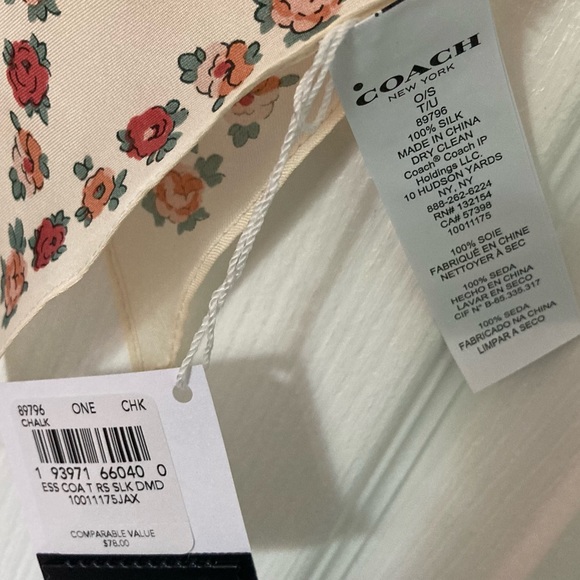 COACH
NEW YORK
O/S
T/U
89796
100% SILK
MADE IN CHINA
DRY CLEAN
Coach® Coach IP
Holdings LLC.
10 HUDSON YARDS
NY, NY
888-262-6224
RN# 132154
CA# 57398
10011175
100% SOIE
FABRIQUÉ EN CHINE
NETTOYER À SEC
100% SEDA
HECHO EN CHINA
LAVAR EN SECO
CIF N° B-65,335,317
100% SEDA
FABRICADO NA CHINA
LIMPAR A SECO
89796 ONE CHK
CHALK
1 93971 66040 0
ESS COA T RS SLK DMD
10011175JAX
COMPARABLE VALUE
$78.00